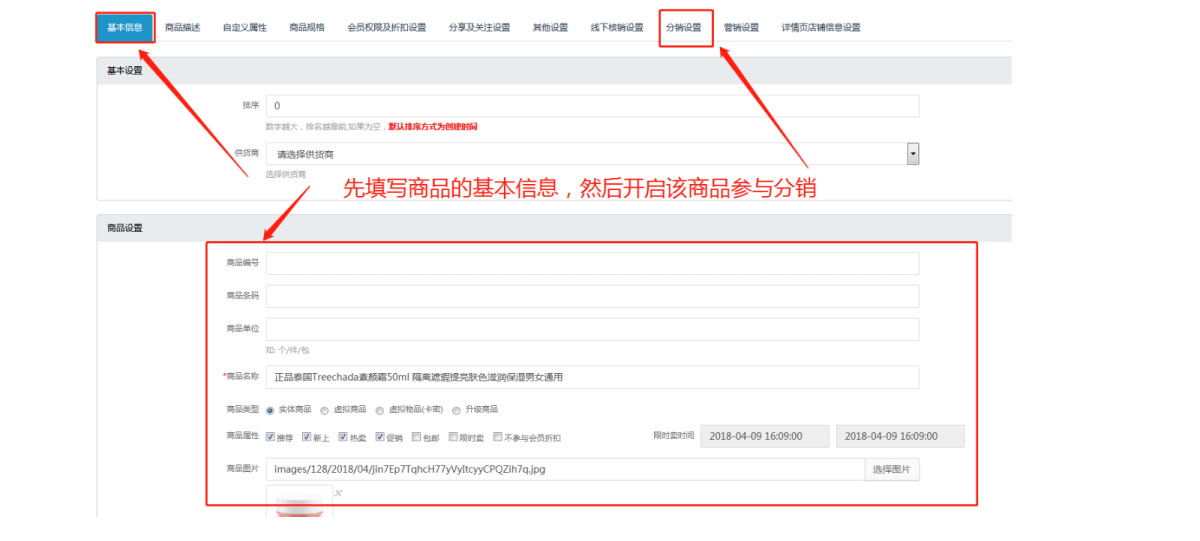 基本信息 商品描述 自定义属性 商品规格 会员权限及折扣设置 分享及关注设置 其他设置 线下核销设置 分销设置 营销设置 详情页店铺信息设置
基本设置
排序 0
数字越大，排名越靠前,如果为空，默认排序方式为创建时间
供货商 请选择供货商
选择供货商
先填写商品的基本信息，然后开启该商品参与分销
商品设置
商品编号
商品条码
商品单位
如: 个/件/包
*商品名称 正品泰国Treechada素颜霜50ml 隔离遮瑕提亮肤色滋润保湿男女通用
商品类型 实体商品 虚拟商品 虚拟物品(卡密) 升级商品
商品属性 推荐 新上 热卖 促销 包邮 限时卖 不参与会员折扣 限时卖时间 2018-04-09 16:09:00 2018-04-09 16:09:00
商品图片 images/128/2018/04/jin7Ep7TqhcH77yVyItcyyCPQZih7q.jpg 选择图片
x